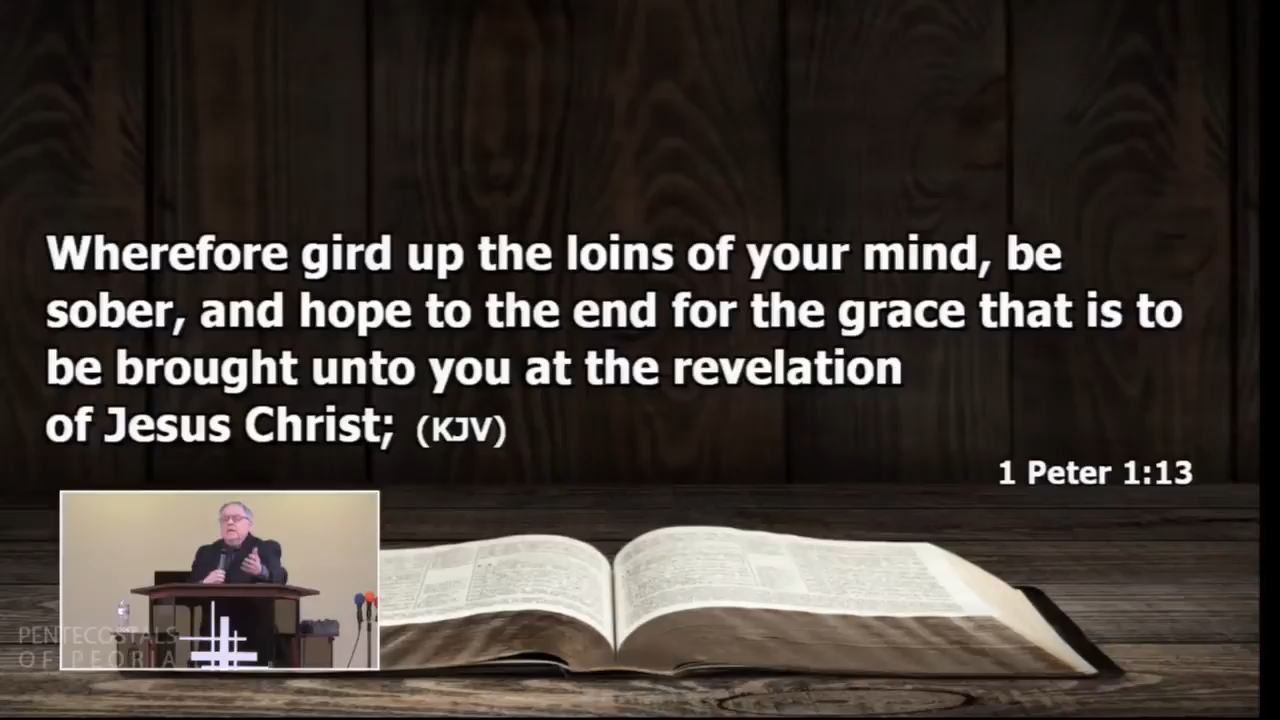 Wherefore gird up the loins of your mind, be
sober, and hope to the end for the grace that is to
be brought unto you at the revelation
of Jesus Christ; (KJV)
1 Peter 1:13
PENTECOSTALS
OF PEORIA